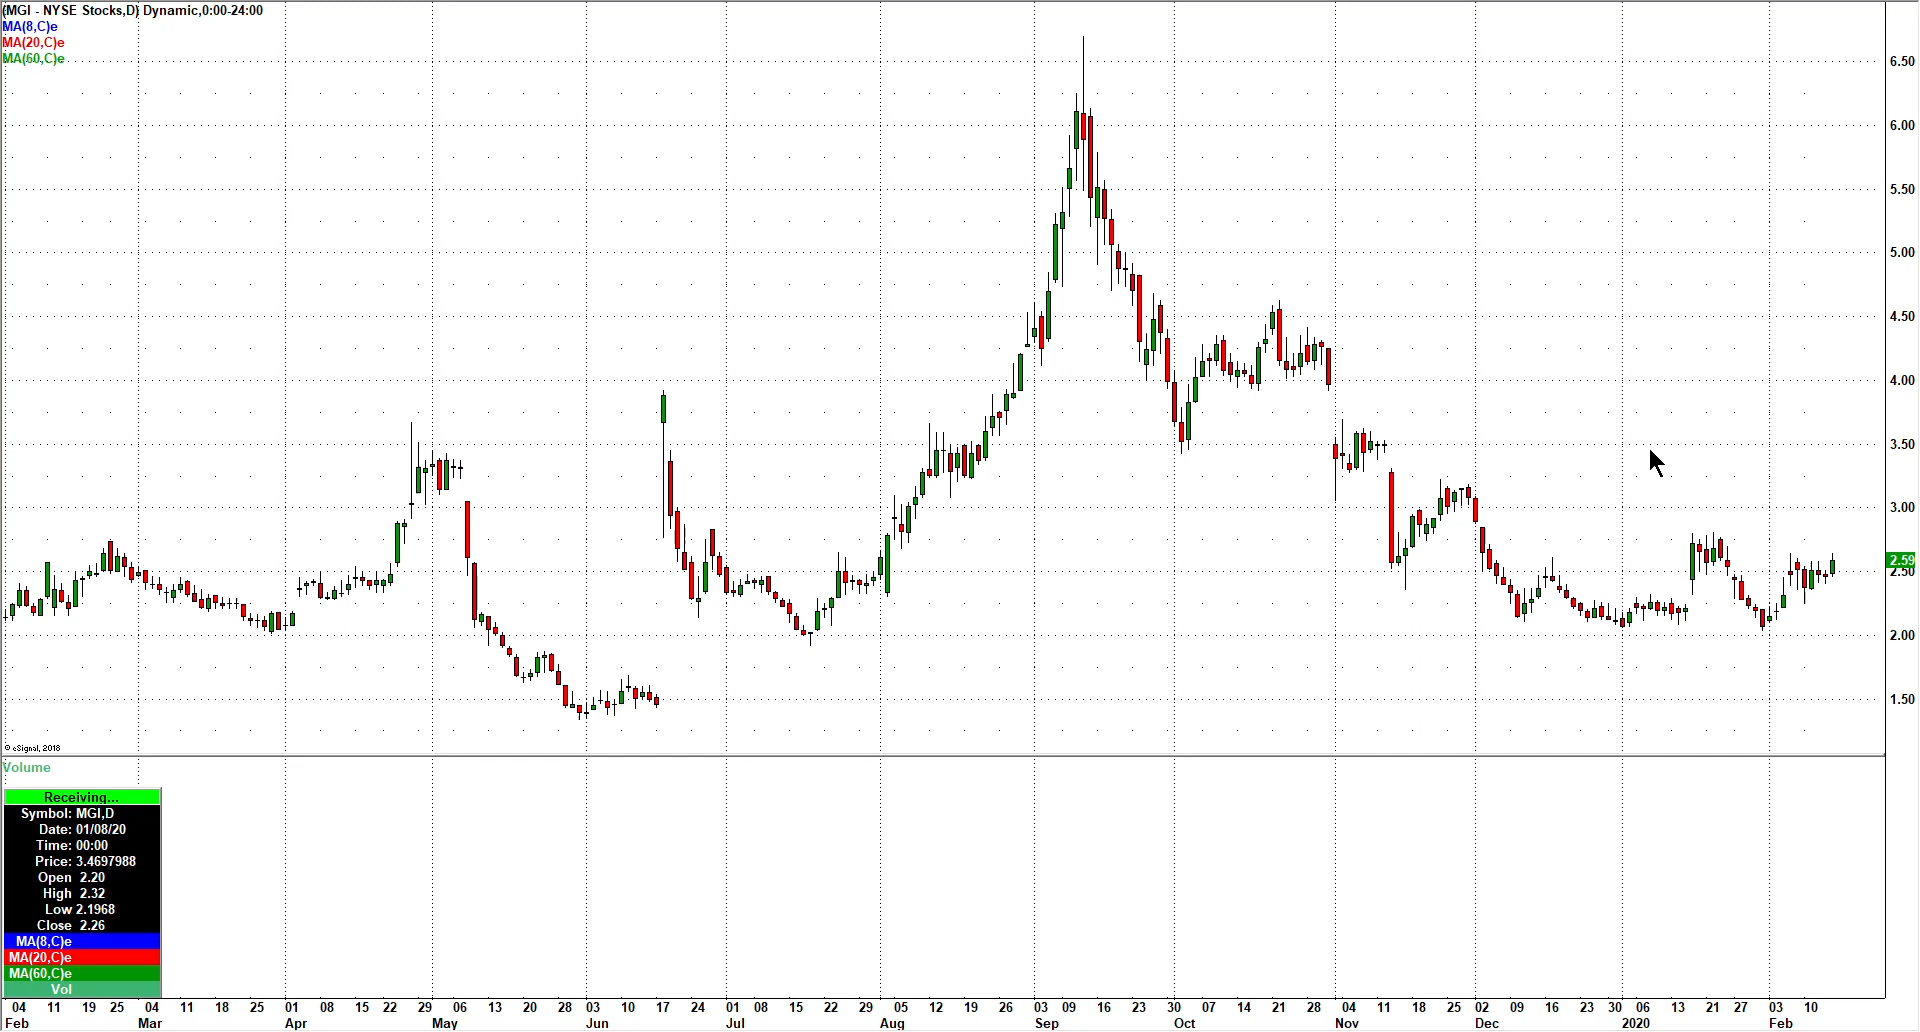 (MGI - NYSE Stocks,D) Dynamic,0:00-24:00
MA(8,C)e
MA(20,C)e
MA(60,C)e
6.50
6.00
5.50
5.00
4.50
4.00
3.50
3.00
2.59
2.50
2.00
1.50
© eSignal, 2018
Volume
Receiving...
Symbol: MGI,D
Date: 01/08/20
Time: 00:00
Price: 3.4697988
Open 2.20
High 2.32
Low 2.1968
Close 2.26
MA(8,C)e
MA(20,C)e
MA(60,C)e
Vol
04 11 19 25 04 11 18 25 01 08 15 22 29 06 13 20 28 03 10 17 24 01 08 15 22 29 05 12 19 26 03 09 16 23 30 07 14 21 28 04 11 18 25 02 09 16 23 30 06 13 21 27 03 10
Feb Mar Apr May Jun Jul Aug Sep Oct Nov Dec 2020 Feb